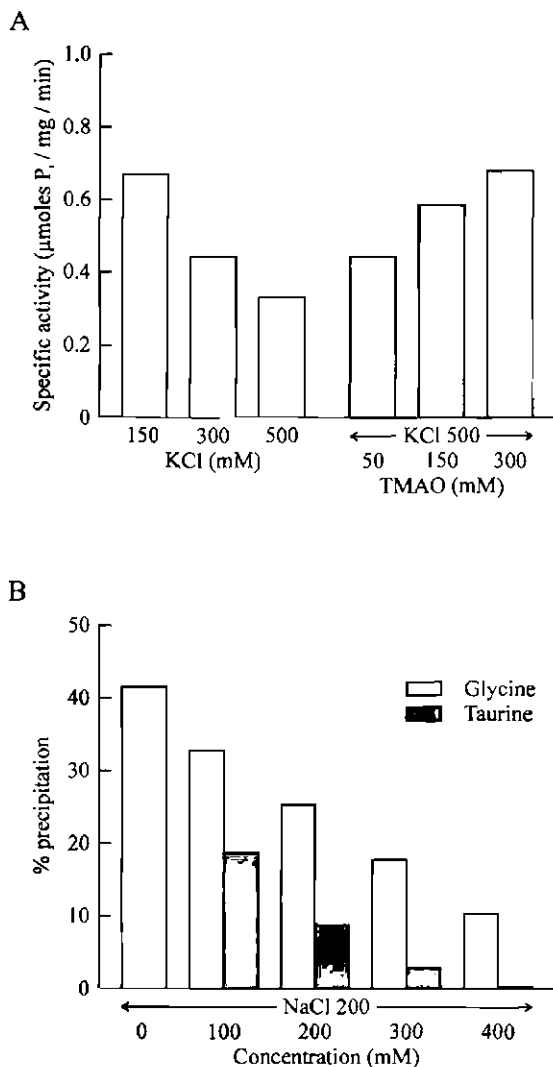 A
Specific activity (µmoles Pᵢ / mg / min)
1.0
0.8
0.6
0.4
0.2
0
150 300 500
KCl (mM)
KCl 500
50 150 300
TMAO (mM)
B
% precipitation
50
40
30
20
10
0
Glycine
Taurine
NaCl 200
0 100 200 300 400
Concentration (mM)